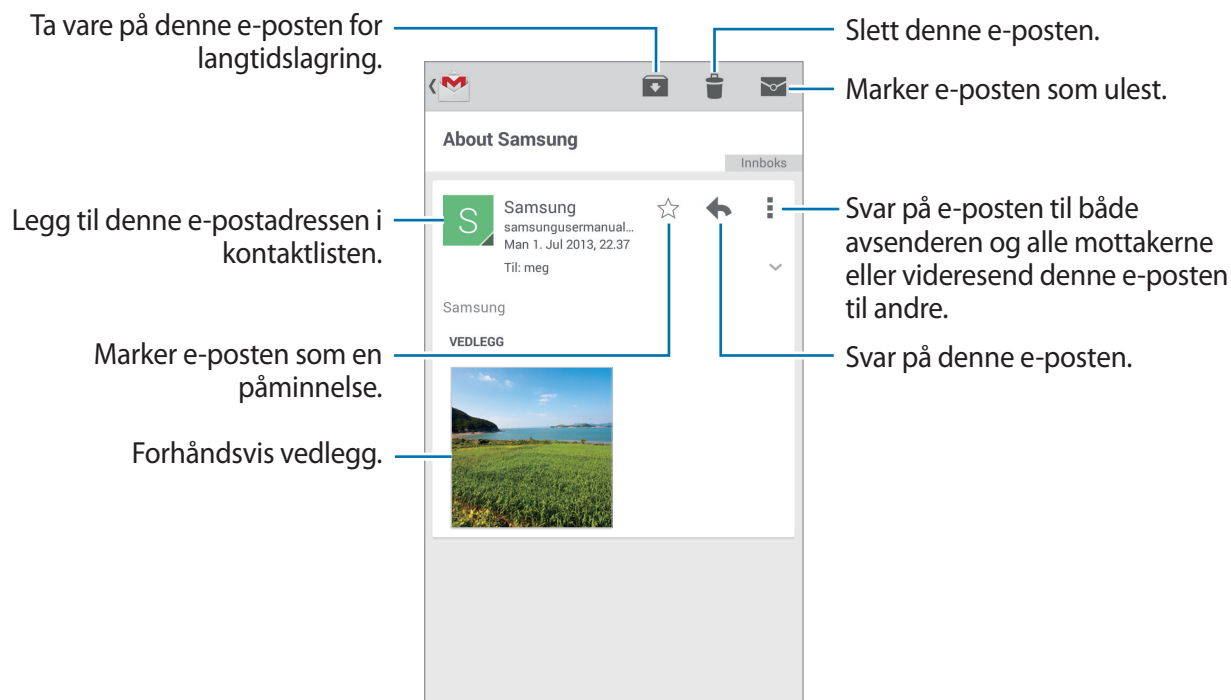 Ta vare på denne e-posten for
langtidslagring.
Slett denne e-posten.
Marker e-posten som ulest.
About Samsung
Innboks
Legg til denne e-postadressen i
kontaktlisten.
S
Samsung
samsungusermanual...
Man 1. Jul 2013, 22.37
Til: meg
Svar på e-posten til både
avsenderen og alle mottakerne
eller videresend denne e-posten
til andre.
Samsung
VEDLEGG
Marker e-posten som en
påminnelse.
Svar på denne e-posten.
Forhåndsvis vedlegg.